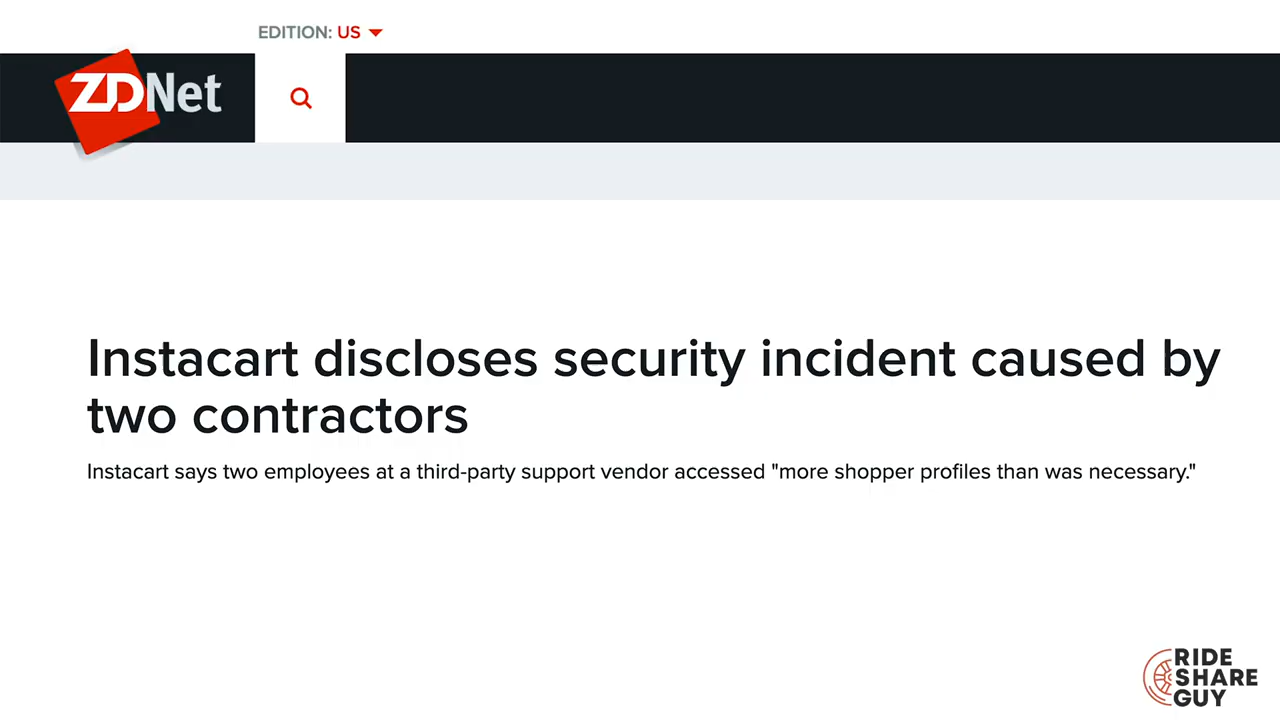 EDITION: US
ZDNet
Instacart discloses security incident caused by
two contractors
Instacart says two employees at a third-party support vendor accessed "more shopper profiles than was necessary."
RIDE
SHARE
GUY